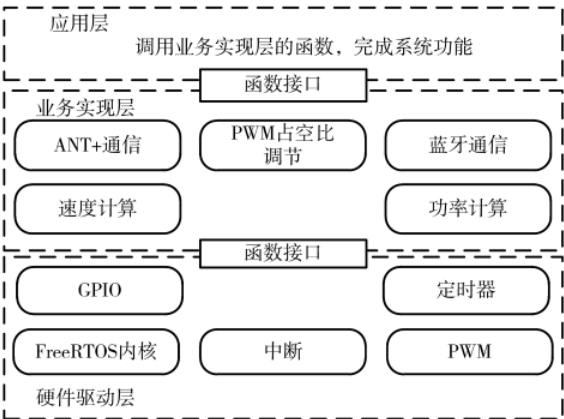 应用层
调用业务实现层的函数，完成系统功能
函数接口
业务实现层
ANT+通信
PWM占空比
调节
蓝牙通信
速度计算
功率计算
函数接口
GPIO
定时器
FreeRTOS内核
中断
PWM
硬件驱动层